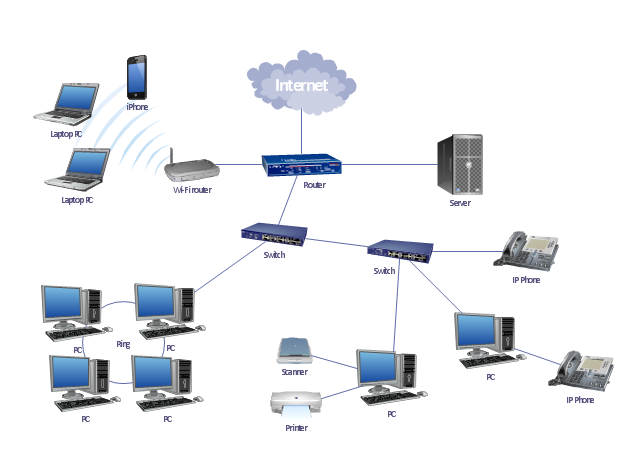 Internet
iPhone
Laptop PC
Laptop PC
Wi-Fi router
Router
Server
Switch
Switch
IP Phone
PC
Ring
PC
PC
PC
Scanner
Printer
PC
PC
IP Phone